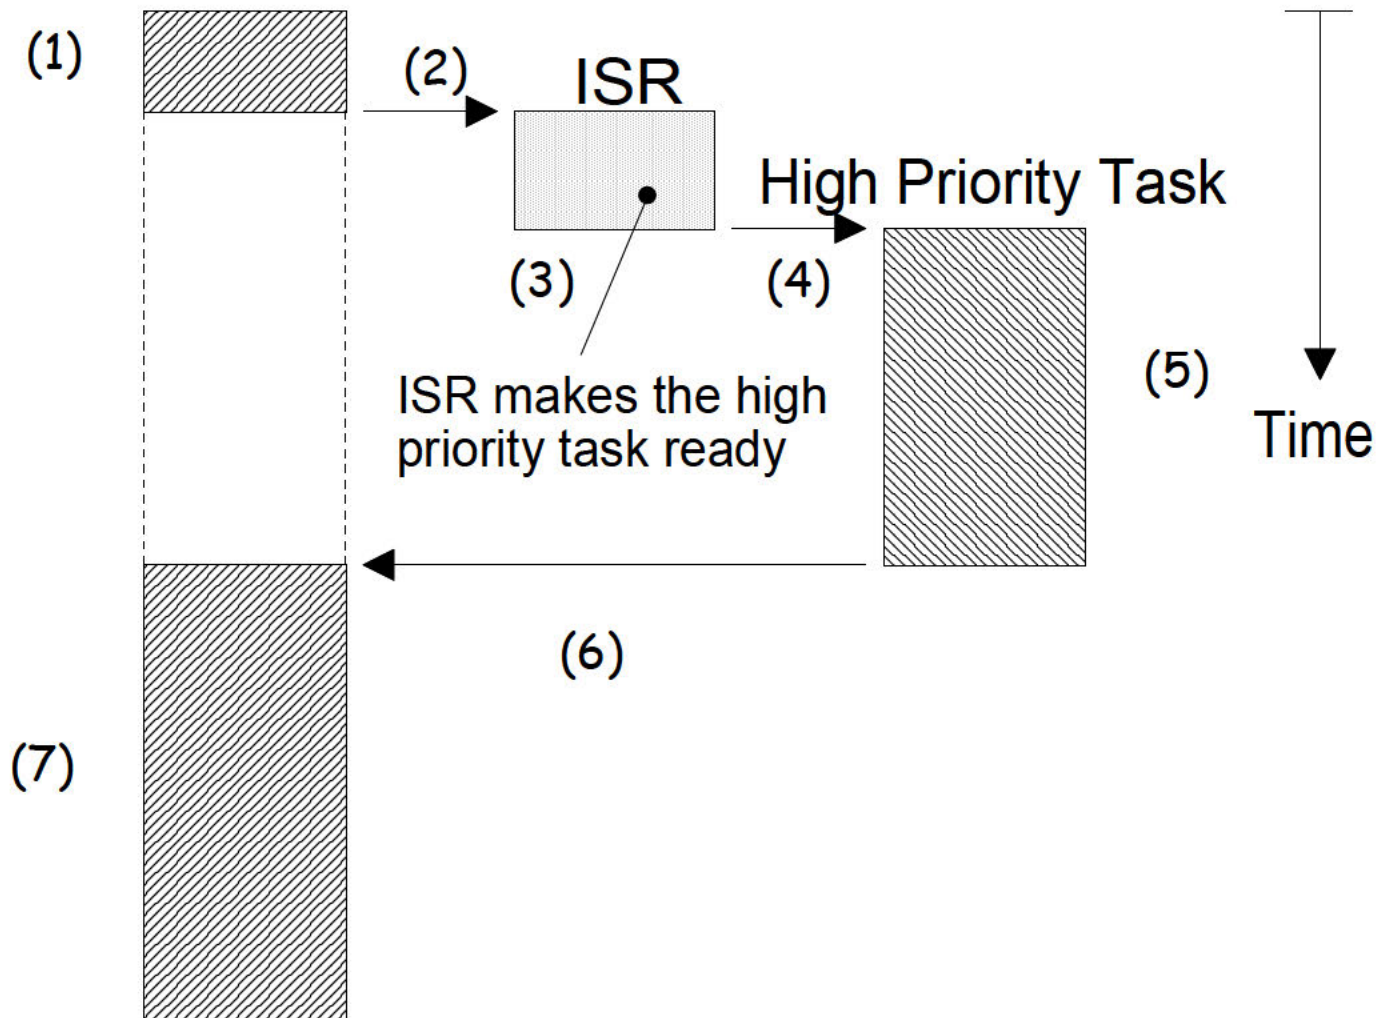 (1)
(2)
ISR
High Priority Task
(3)
(4)
(5)
ISR makes the high
priority task ready
Time
(6)
(7)